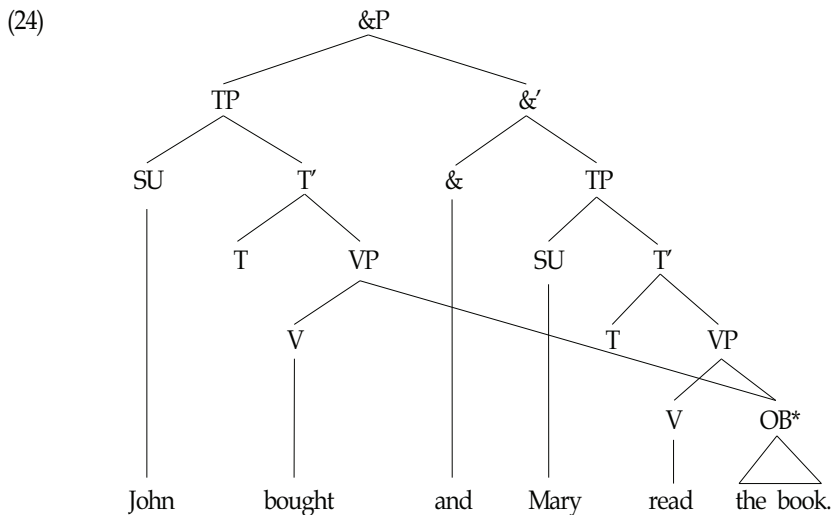 (24) &P
TP &′
SU T′ & TP
T VP SU T′
V T VP
V OB*
John bought and Mary read the book.